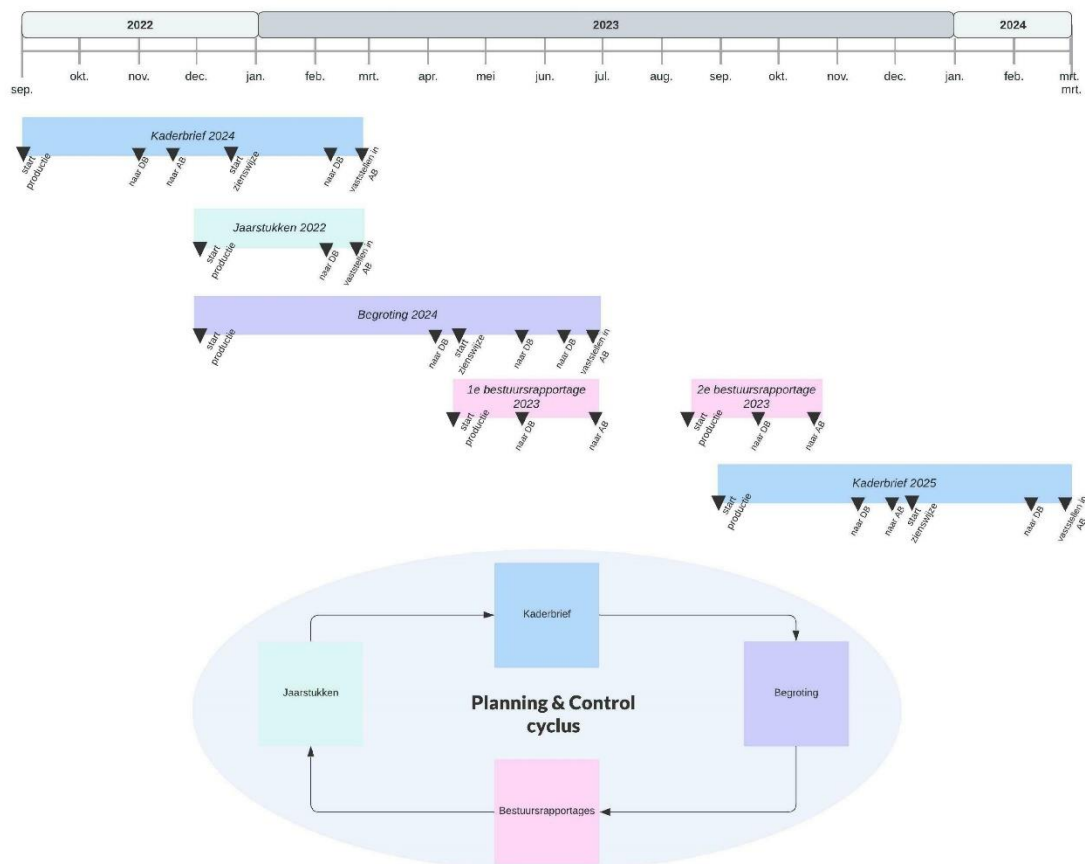 2022
2023
2024
sep.
okt.
nov.
dec.
jan.
feb.
mrt.
apr.
mei
jun.
jul.
aug.
sep.
okt.
nov.
dec.
jan.
feb.
mrt.
mrt.
Kaderbrief 2024
start
productie
naar DB
naar AB
start
zienswijze
naar DB
vaststellen in
AB
Jaarstukken 2022
start
productie
naar DB
vaststellen in
AB
Begroting 2024
start
productie
naar DB
start
zienswijze
naar DB
naar DB
vaststellen in
AB
1e bestuursrapportage
2023
start
productie
naar DB
naar AB
2e bestuursrapportage
2023
start
productie
naar DB
naar AB
Kaderbrief 2025
start
productie
naar DB
naar AB
start
zienswijze
naar DB
vaststellen in
AB
Kaderbrief
Jaarstukken
Begroting
Planning & Control
cyclus
Bestuursrapportages